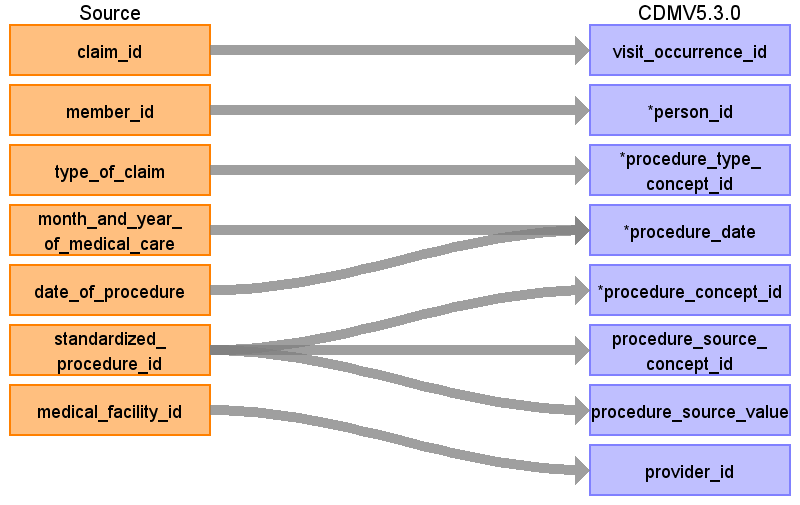 Source CDMV5.3.0
claim_id visit_occurrence_id
member_id *person_id
type_of_claim *procedure_type_
concept_id
month_and_year_
of_medical_care *procedure_date
date_of_procedure *procedure_concept_id
standardized_
procedure_id procedure_source_
concept_id
medical_facility_id procedure_source_value
provider_id